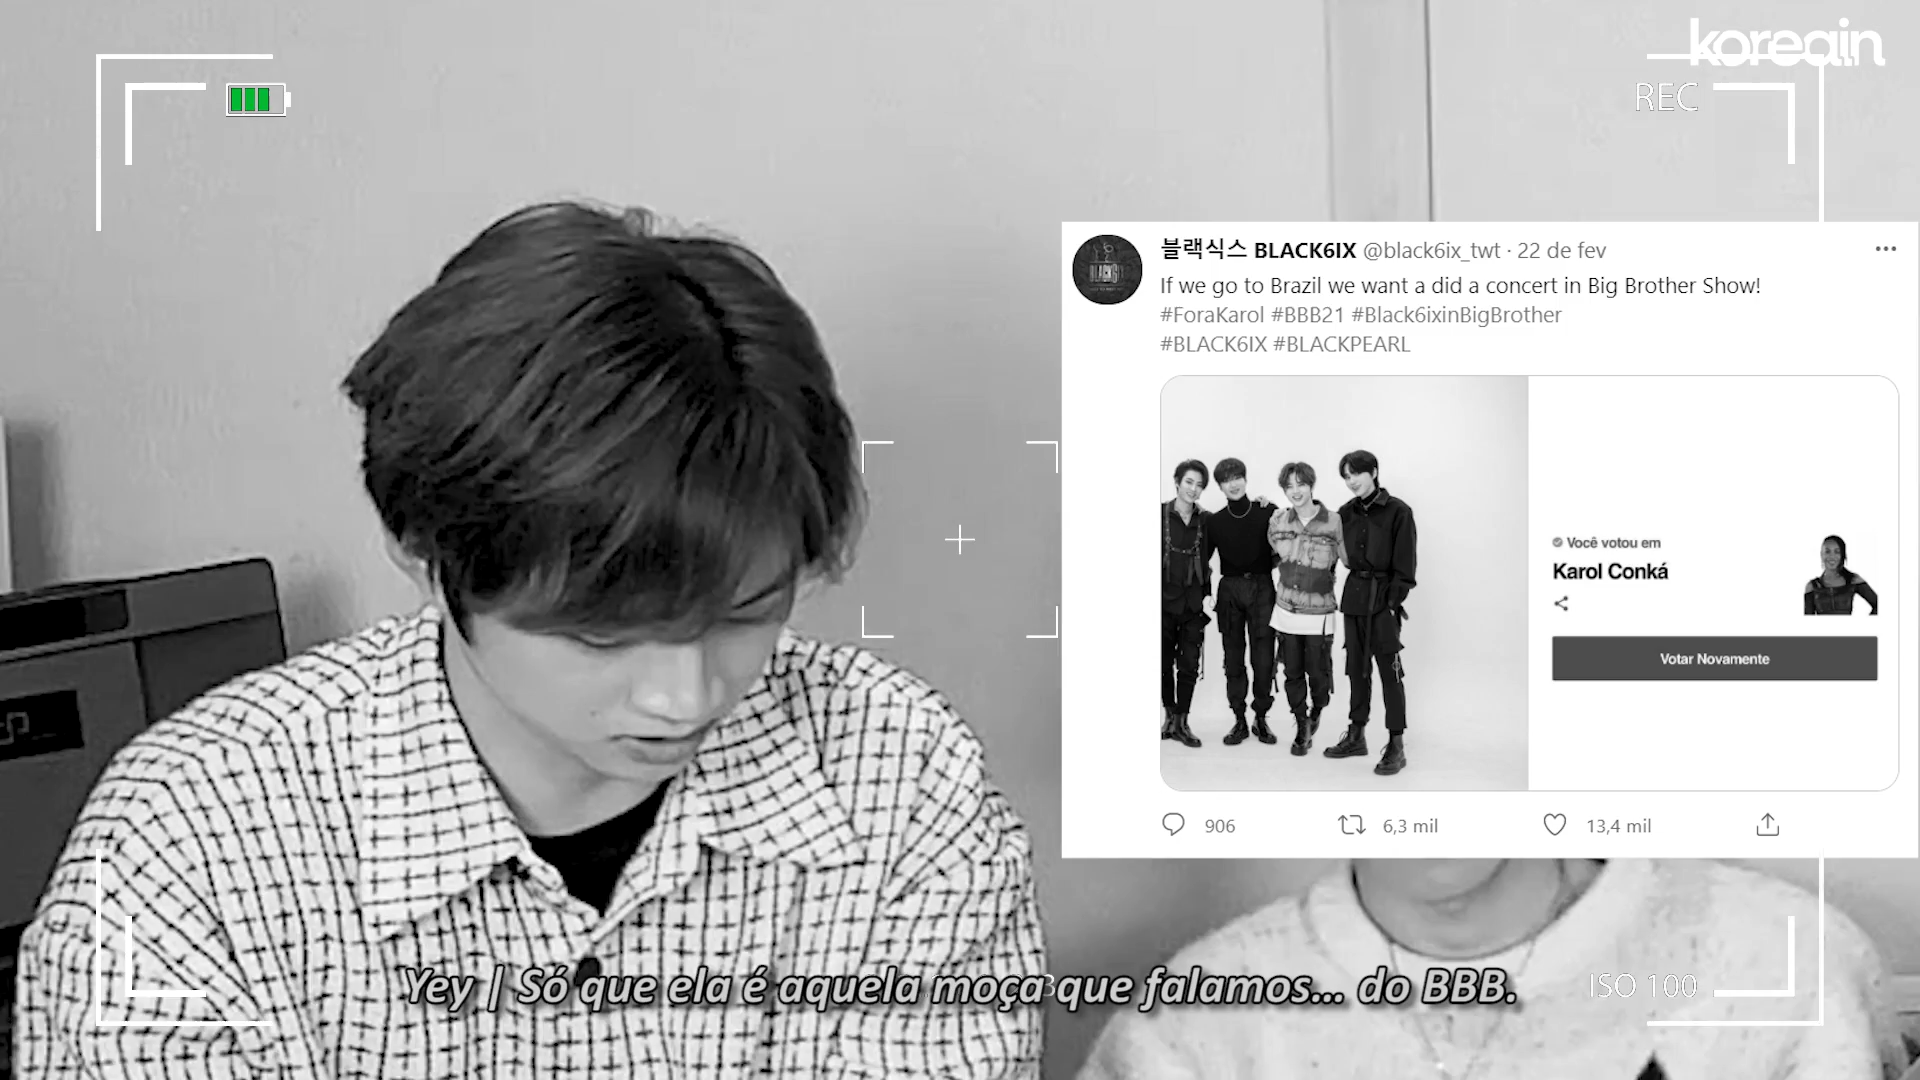 koreain
REC
블랙식스 BLACK6IX @black6ix_twt · 22 de fev
If we go to Brazil we want a did a concert in Big Brother Show!
#ForaKarol #BBB21 #Black6ixinBigBrother
#BLACK6IX #BLACKPEARL
Você votou em
Karol Conká
Votar Novamente
906
6,3 mil
13,4 mil
Yey | Só que ela é aquela moça que falamos... do BBB.
ISO 100